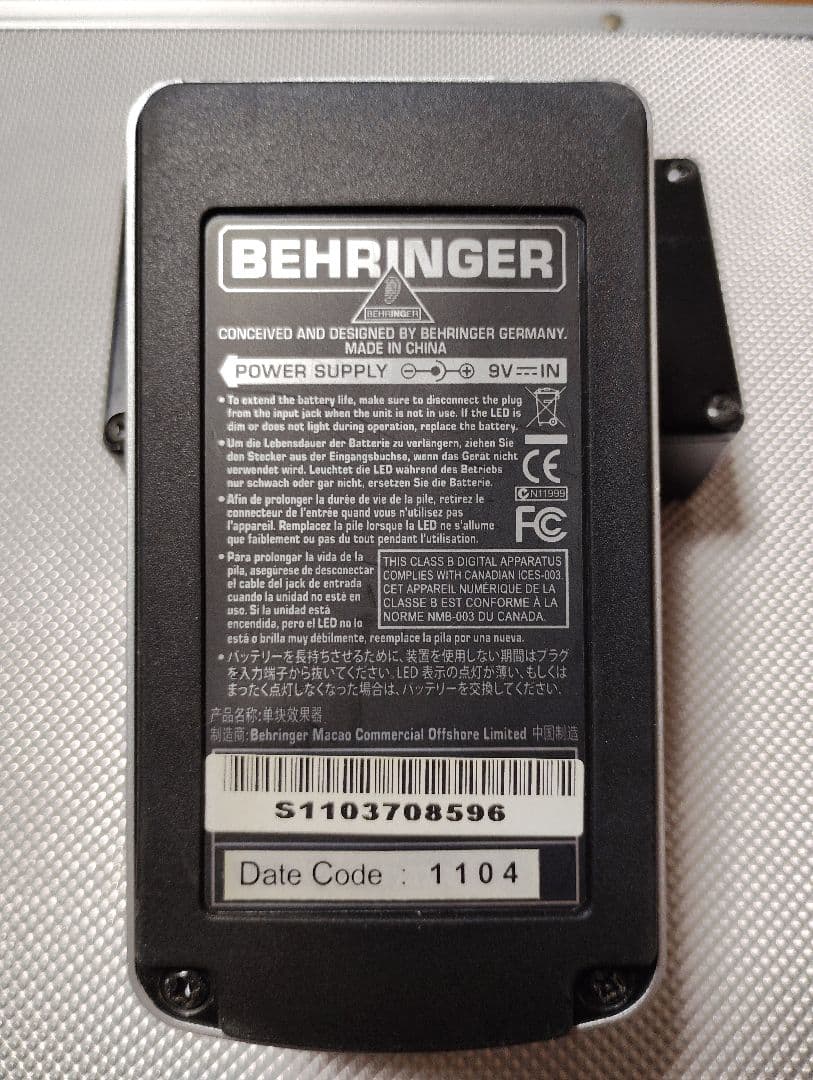 BEHRINGER
BEHRINGER
CONCEIVED AND DESIGNED BY BEHRINGER GERMANY.
MADE IN CHINA
POWER SUPPLY 9V IN
• To extend the battery life, make sure to disconnect the plug
from the input jack when the unit is not in use. If the LED is
dim or does not light during operation, replace the battery.
• Um die Lebensdauer der Batterie zu verlängern, ziehen Sie
den Stecker aus der Eingangsbuchse, wenn das Gerät nicht
verwendet wird. Leuchtet die LED während des Betriebs
nur schwach oder gar nicht, ersetzen Sie die Batterie.
CE
N11999
• Afin de prolonger la durée de vie de la pile, retirez le
connecteur de l'entrée quand vous n'utilisez pas
l'appareil. Remplacez la pile lorsque la LED ne s'allume
que faiblement ou pas du tout pendant l'utilisation.
FC
• Para prolongar la vida de la
pila, asegúrese de desconectar
el cable del jack de entrada
cuando la unidad no esté en
uso. Si la unidad está
encendida, pero el LED no lo
está o brilla muy débilmente, reemplace la pila por una nueva.
THIS CLASS B DIGITAL APPARATUS
COMPLIES WITH CANADIAN ICES-003.
CET APPAREIL NUMÉRIQUE DE LA
CLASSE B EST CONFORME À LA
NORME NMB-003 DU CANADA.
• バッテリーを長持ちさせるために、装置を使用しない期間はプラグ
を入力端子から抜いてください。LED 表示の点灯が薄い、もしくは
まったく点灯しなくなった場合は、バッテリーを交換してください。
产品名称:单块效果器
制造商:Behringer Macao Commercial Offshore Limited 中国制造
S1103708596
Date Code : 1104